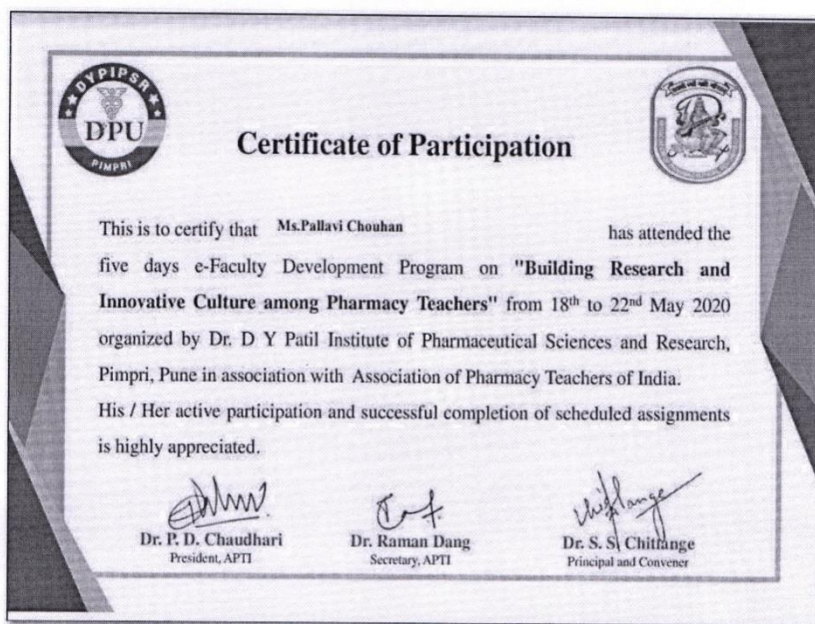 DYPIPSR
DPU
PIMPRI
Certificate of Participation
This is to certify that Ms.Pallavi Chouhan has attended the
five days e-Faculty Development Program on "Building Research and
Innovative Culture among Pharmacy Teachers" from 18th to 22nd May 2020
organized by Dr. D Y Patil Institute of Pharmaceutical Sciences and Research,
Pimpri, Pune in association with Association of Pharmacy Teachers of India.
His / Her active participation and successful completion of scheduled assignments
is highly appreciated.
Dr. P. D. Chaudhari
President, APTI
Dr. Raman Dang
Secretary, APTI
Dr. S. S. Chitlange
Principal and Convener